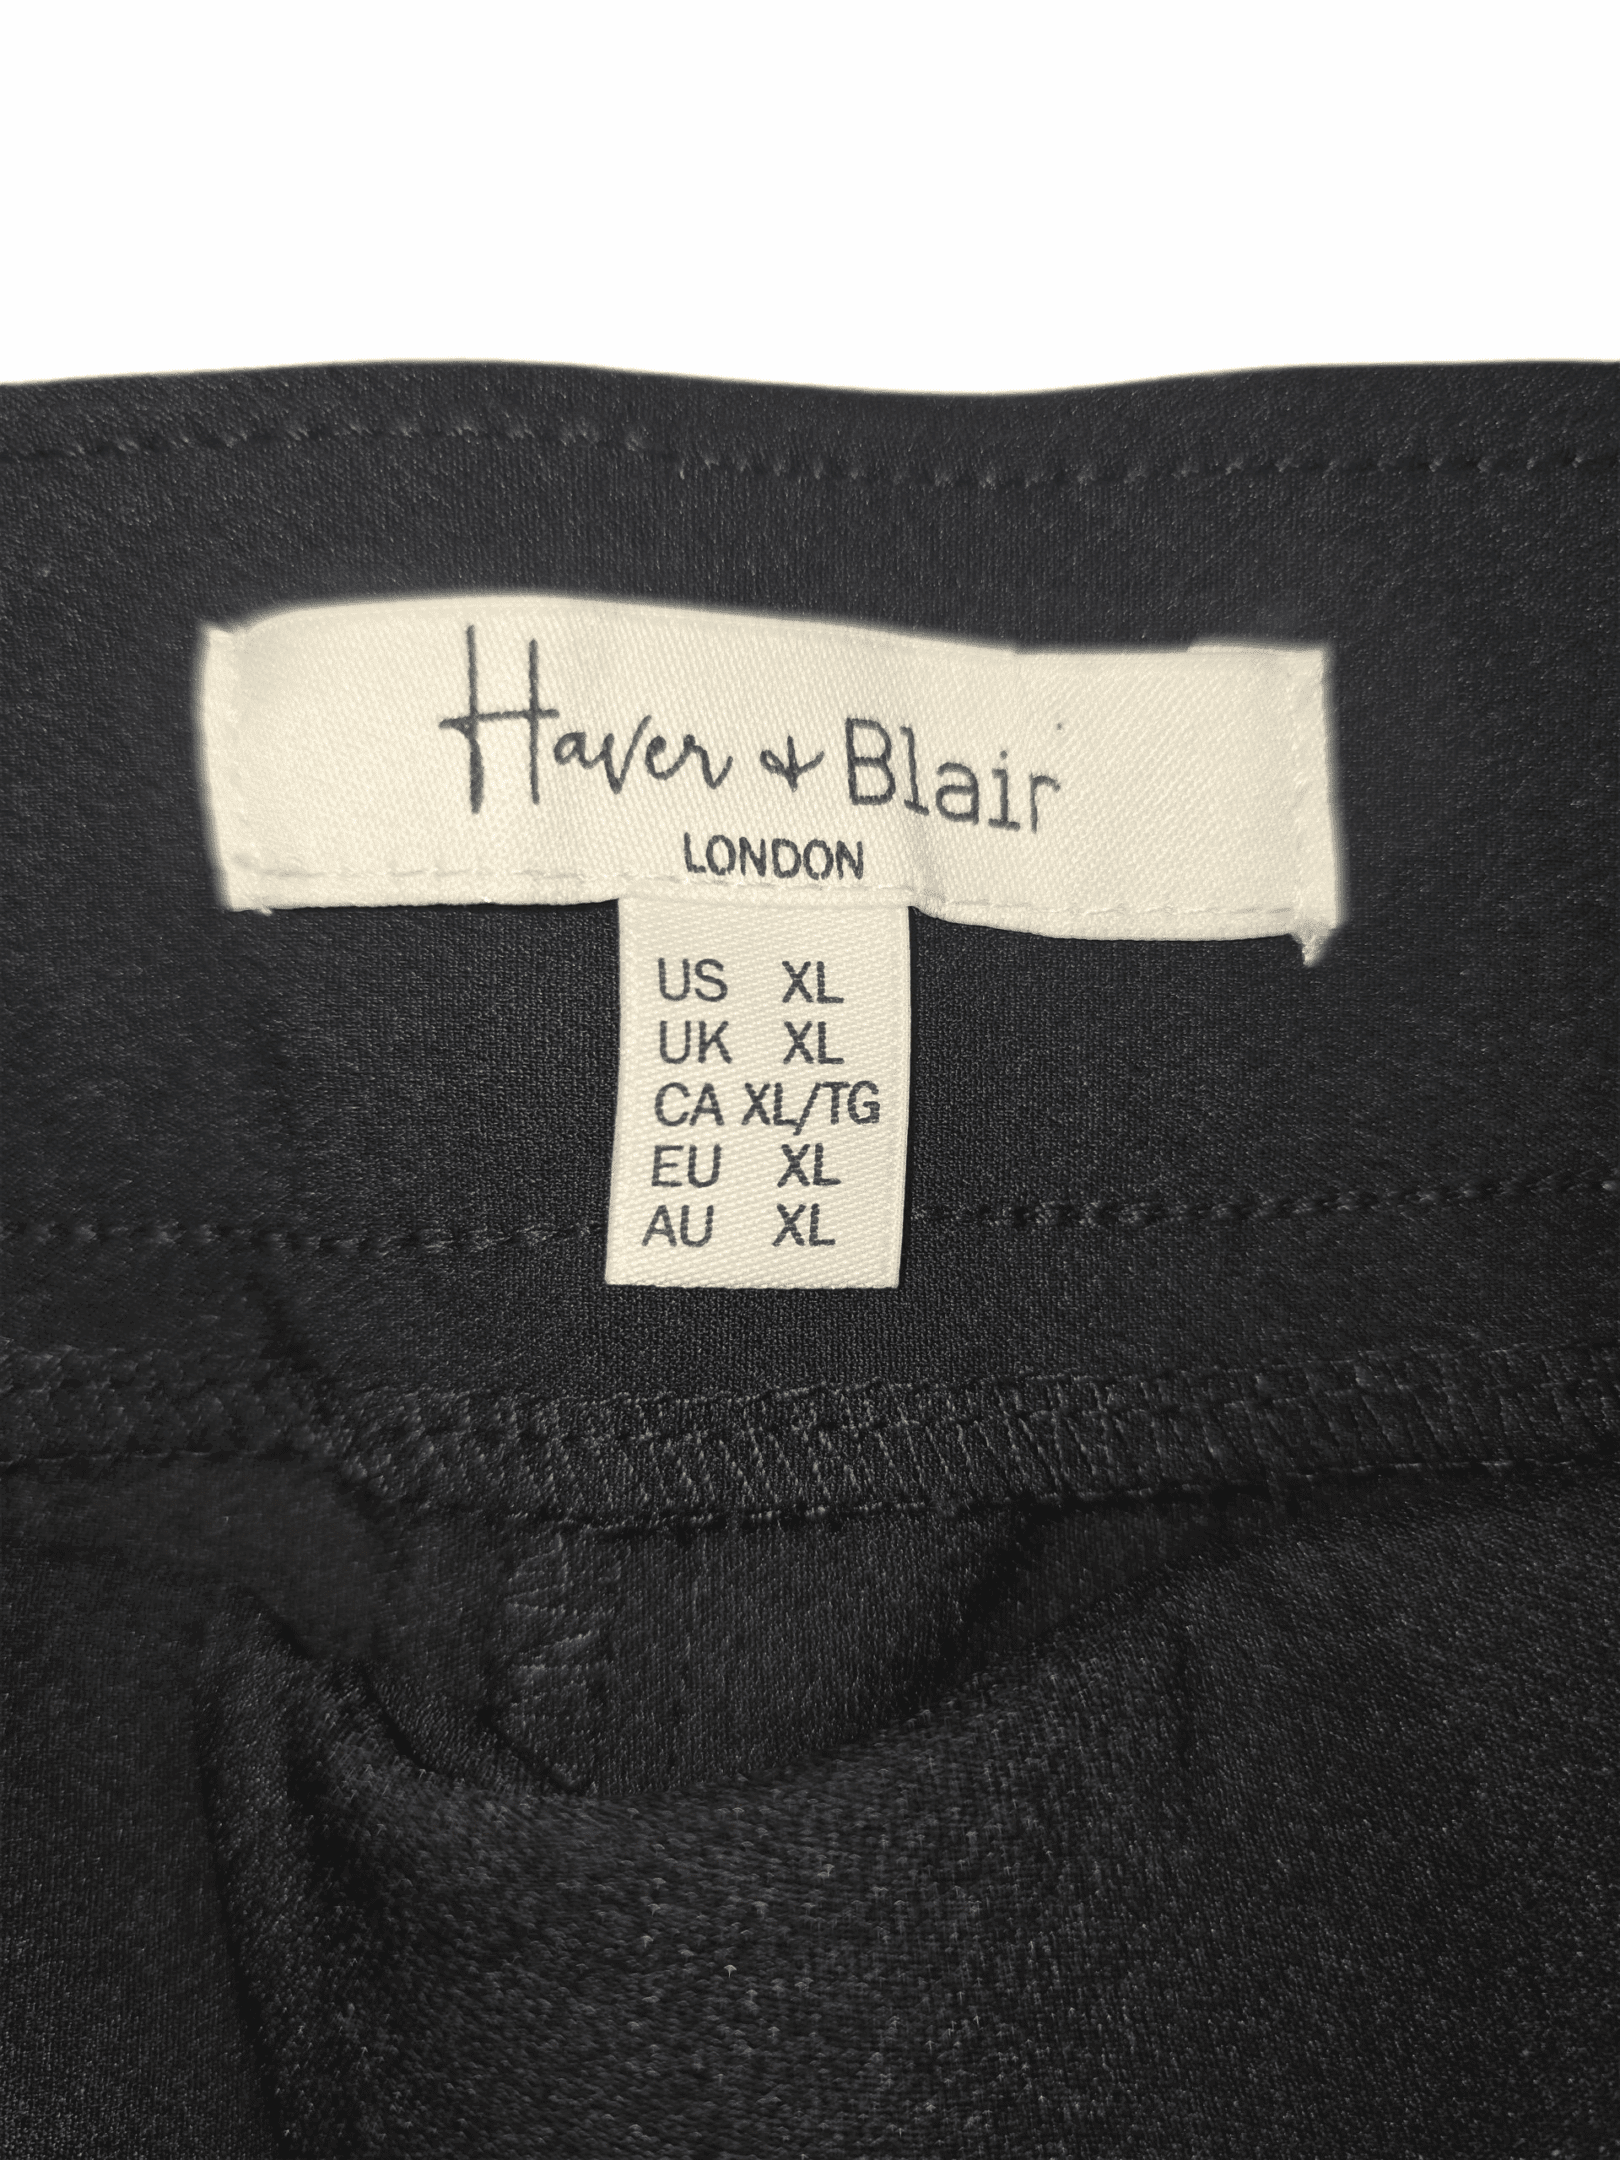 Haver & Blair
LONDON
US XL
UK XL
CA XL/TG
EU XL
AU XL